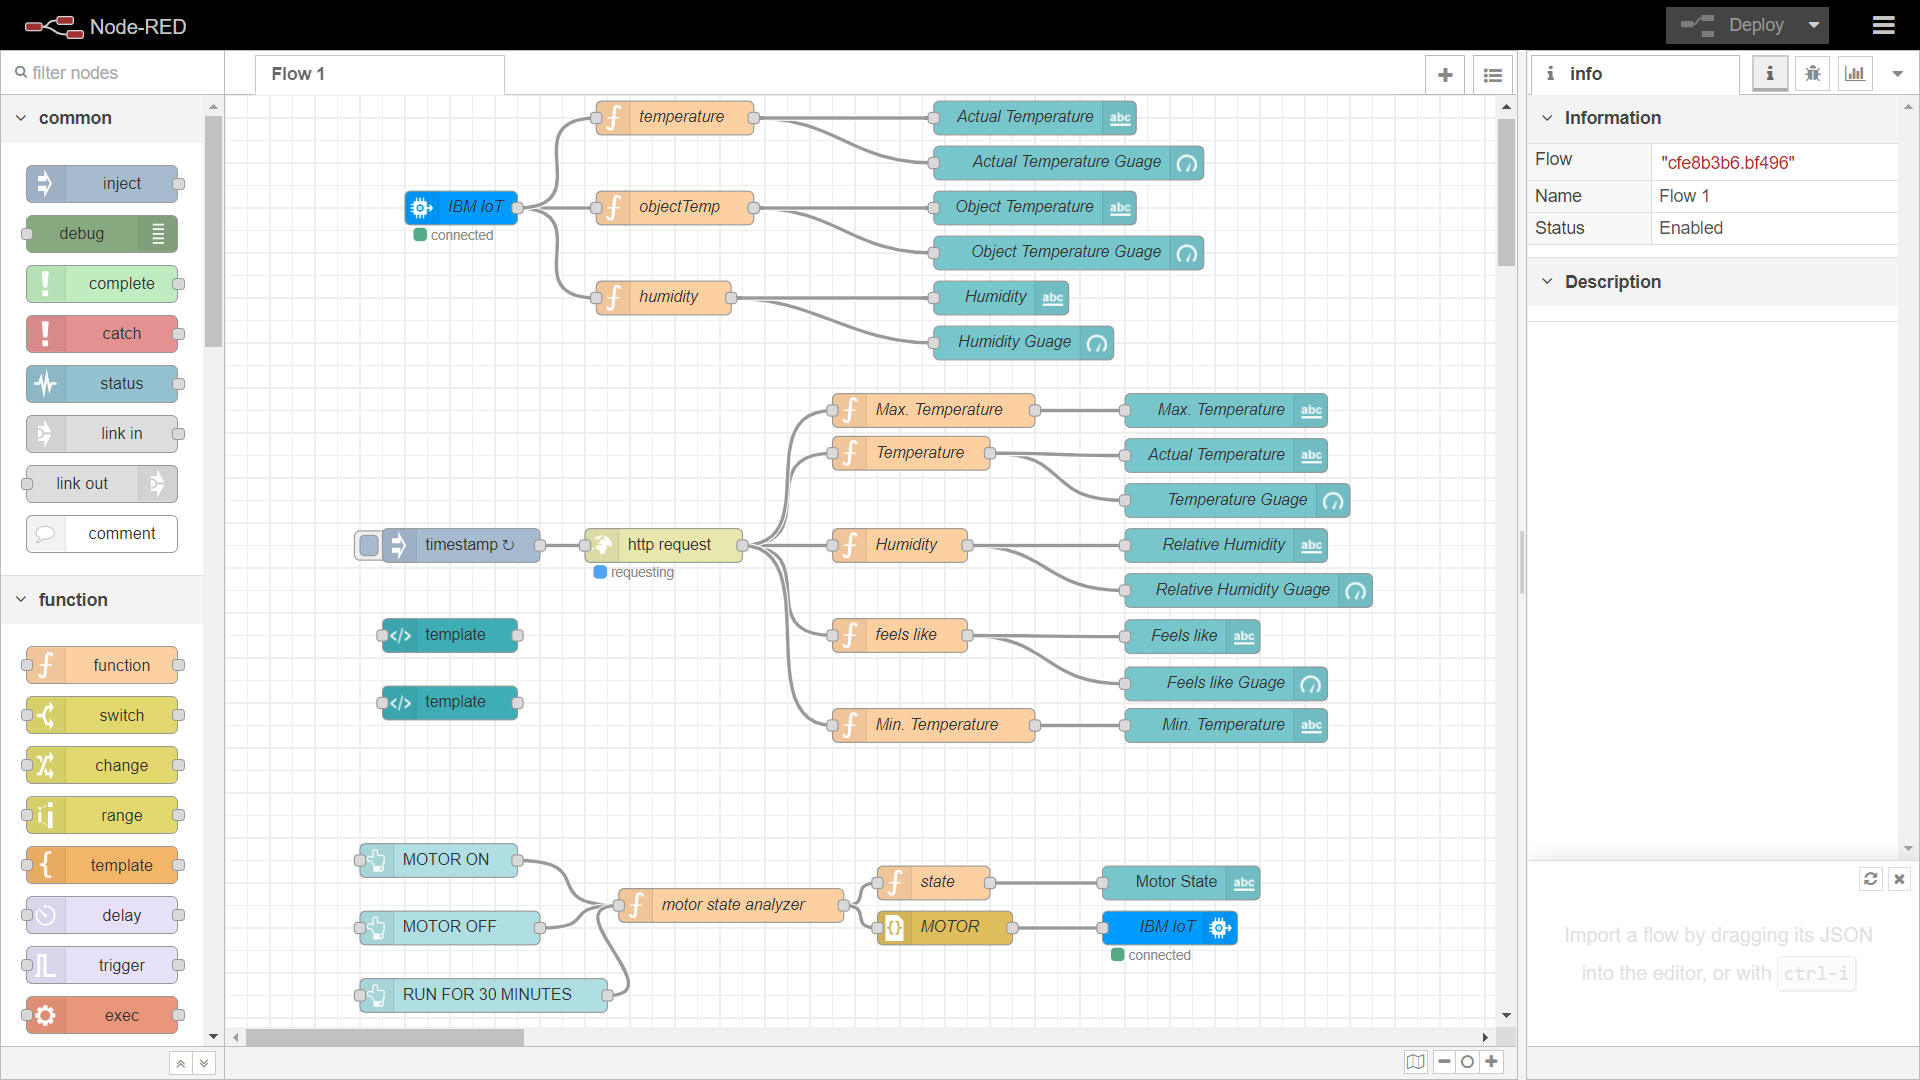 Node-RED
Deploy
filter nodes
Flow 1
info
common
inject
debug
complete
catch
status
link in
link out
comment
function
function
switch
change
range
template
delay
trigger
exec
temperature
Actual Temperature
abc
Actual Temperature Guage
IBM IoT
connected
objectTemp
Object Temperature
abc
Object Temperature Guage
humidity
Humidity
abc
Humidity Guage
Max. Temperature
Max. Temperature
abc
Temperature
Actual Temperature
abc
Temperature Guage
timestamp ↻
http request
requesting
Humidity
Relative Humidity
abc
Relative Humidity Guage
template
feels like
Feels like
abc
Feels like Guage
template
Min. Temperature
Min. Temperature
abc
MOTOR ON
MOTOR OFF
RUN FOR 30 MINUTES
motor state analyzer
state
Motor State
abc
MOTOR
IBM IoT
connected
Information
Flow
"cfe8b3b6.bf496"
Name
Flow 1
Status
Enabled
Description
Import a flow by dragging its JSON
into the editor, or with ctrl-i